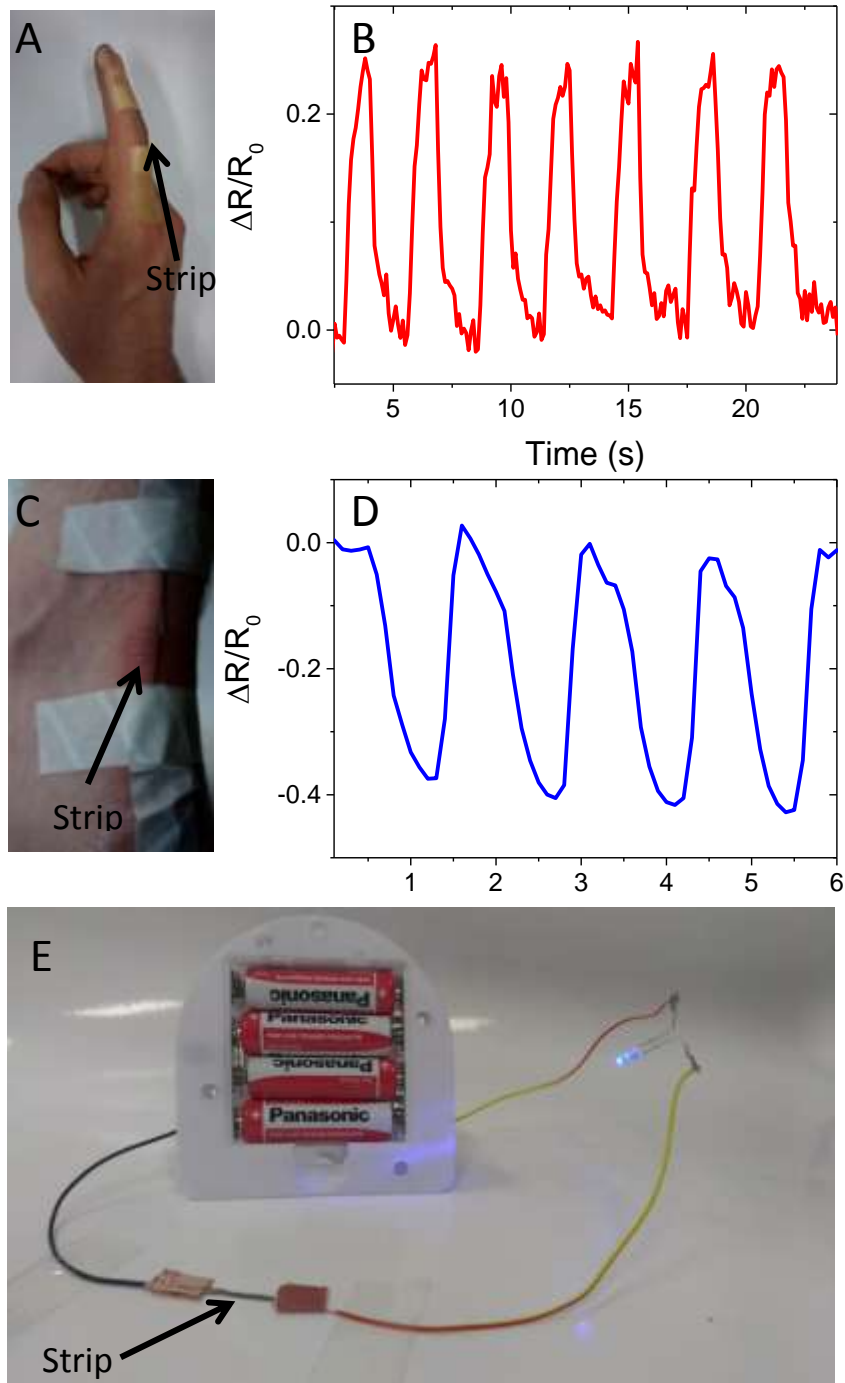 A
Strip
B
ΔR/R₀
0.2
0.0
5 10 15 20
Time (s)
C
Strip
D
ΔR/R₀
0.0
-0.2
-0.4
1 2 3 4 5 6
E
Panasonic
Panasonic
Panasonic
Panasonic
Strip